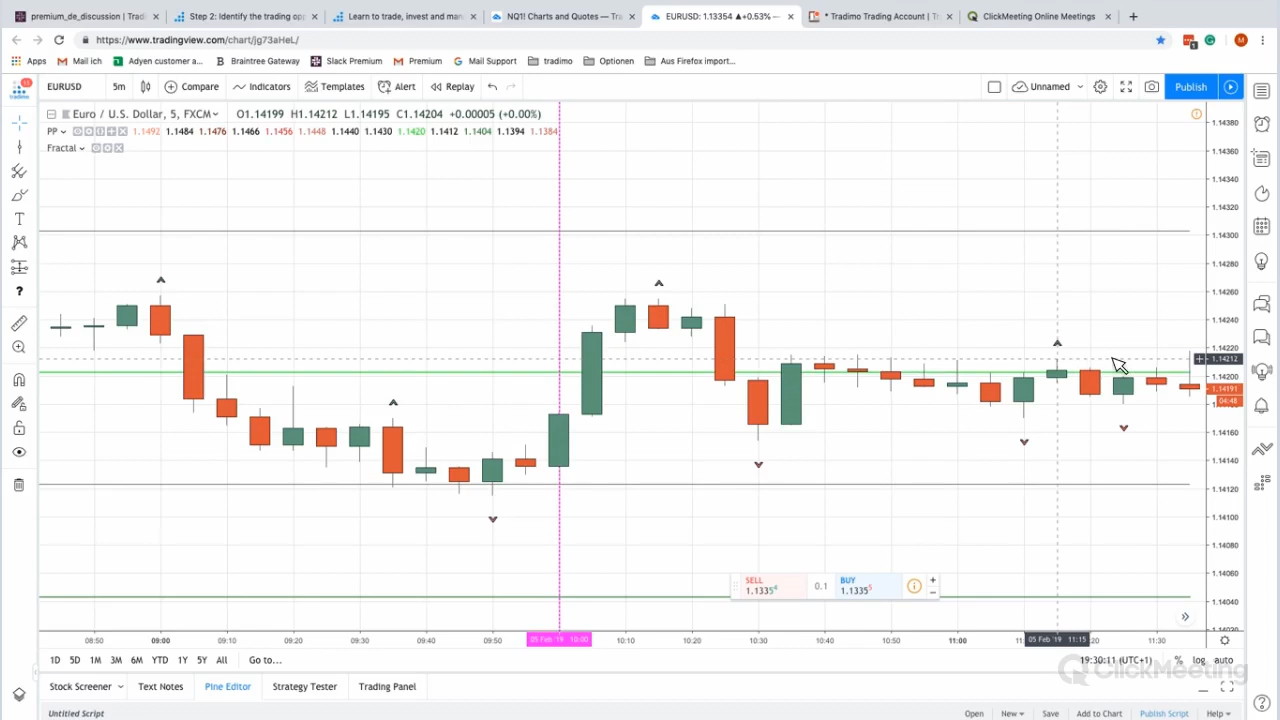 premium_de_discussion | Tradi
Step 2: Identify the trading op
Learn to trade, invest and man
NQ1! Charts and Quotes — Tra
EURUSD: 1.13354 ▲+0.53% —
* Tradimo Trading Account | T
ClickMeeting Online Meetings
https://www.tradingview.com/chart/jg73aHeL/
Apps Mail ich Adyen customer a... Braintree Gateway Slack Premium Premium Mail Support tradimo Optionen Aus Firefox import...
EURUSD 5m Compare Indicators Templates Alert Replay Unnamed Publish
Euro / U.S. Dollar, 5, FXCM O1.14199 H1.14212 L1.14195 C1.14204 +0.00005 (+0.00%)
PP 1.1492 1.1484 1.1476 1.1466 1.1456 1.1448 1.1440 1.1430 1.1420 1.1412 1.1404 1.1394 1.1384
Fractal
1.14380
1.14360
1.14340
1.14320
1.14300
1.14280
1.14260
1.14240
1.14220
1.14212
1.14200
1.14191
04:48
1.14160
1.14140
1.14120
1.14100
1.14080
1.14060
1.14040
1.14020
SELL 0.1 BUY
1.13354 1.13355
08:50 09:00 09:10 09:20 09:30 09:40 09:50 05 Feb '19 10:00 10:10 10:20 10:30 10:40 10:50 11:00 05 Feb '19 11:15 11:30
1D 5D 1M 3M 6M YTD 1Y 5Y All Go to... 19:30:11 (UTC+1) % log auto
ClickMeeting
Stock Screener Text Notes Pine Editor Strategy Tester Trading Panel
Untitled Script Open New Save Add to Chart Publish Script Help